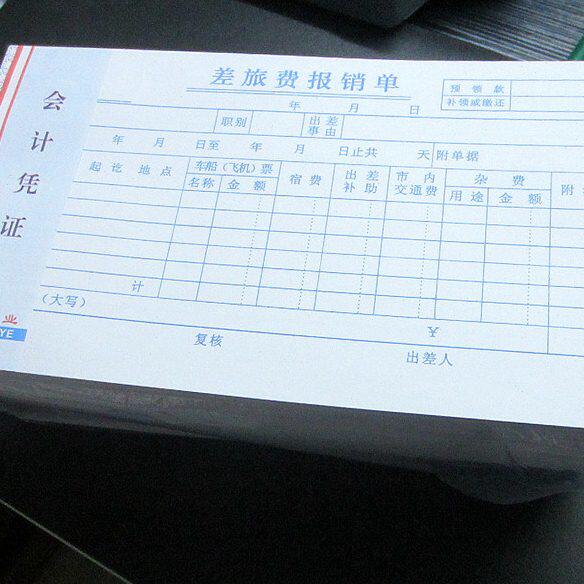 会计凭证
业
YE
差旅费报销单
年 月 日
预领款
补领或缴还
职别 出差事由
年 月 日至 年 月 日止共 天 附单据
起讫地点 车船（飞机）票 宿费 出差补助 市内交通费 杂费 附
名称 金额 用途 金额
计
（大写） ¥
复核 出差人